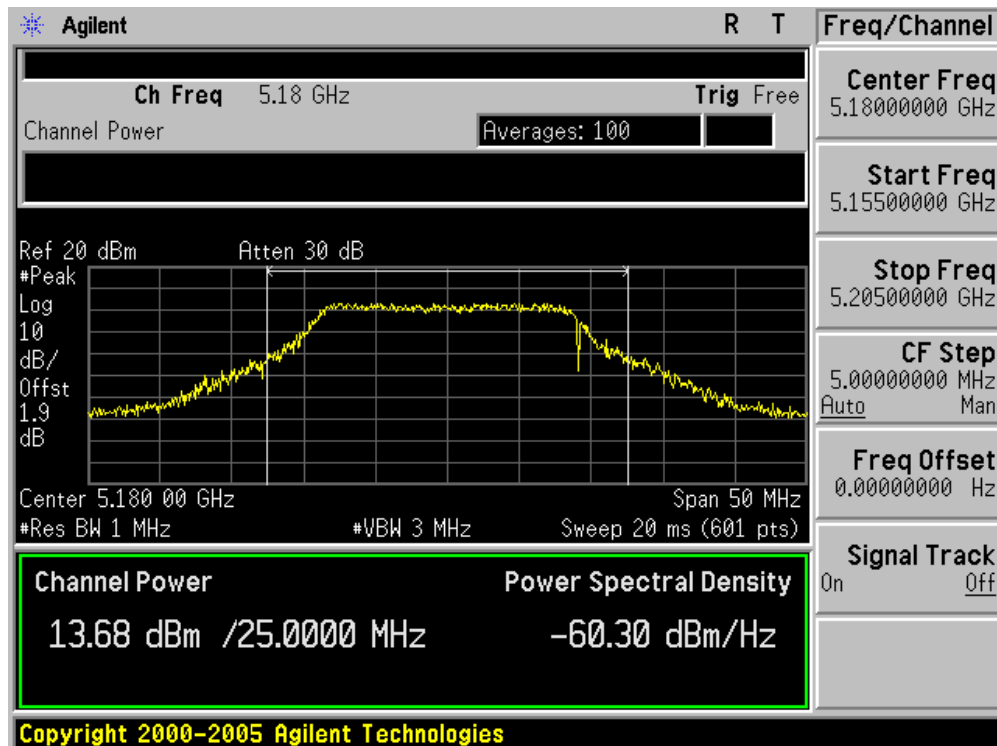 Agilent R T Freq/Channel
Ch Freq 5.18 GHz Trig Free
Channel Power Averages: 100
Ref 20 dBm Atten 30 dB
#Peak
Log
10
dB/
Offst
1.9
dB
Center 5.180 00 GHz Span 50 MHz
#Res BW 1 MHz #VBW 3 MHz Sweep 20 ms (601 pts)
Channel Power Power Spectral Density
13.68 dBm /25.0000 MHz -60.30 dBm/Hz
Center Freq
5.18000000 GHz
Start Freq
5.15500000 GHz
Stop Freq
5.20500000 GHz
CF Step
5.00000000 MHz
Auto Man
Freq Offset
0.00000000 Hz
Signal Track
On Off
Copyright 2000-2005 Agilent Technologies